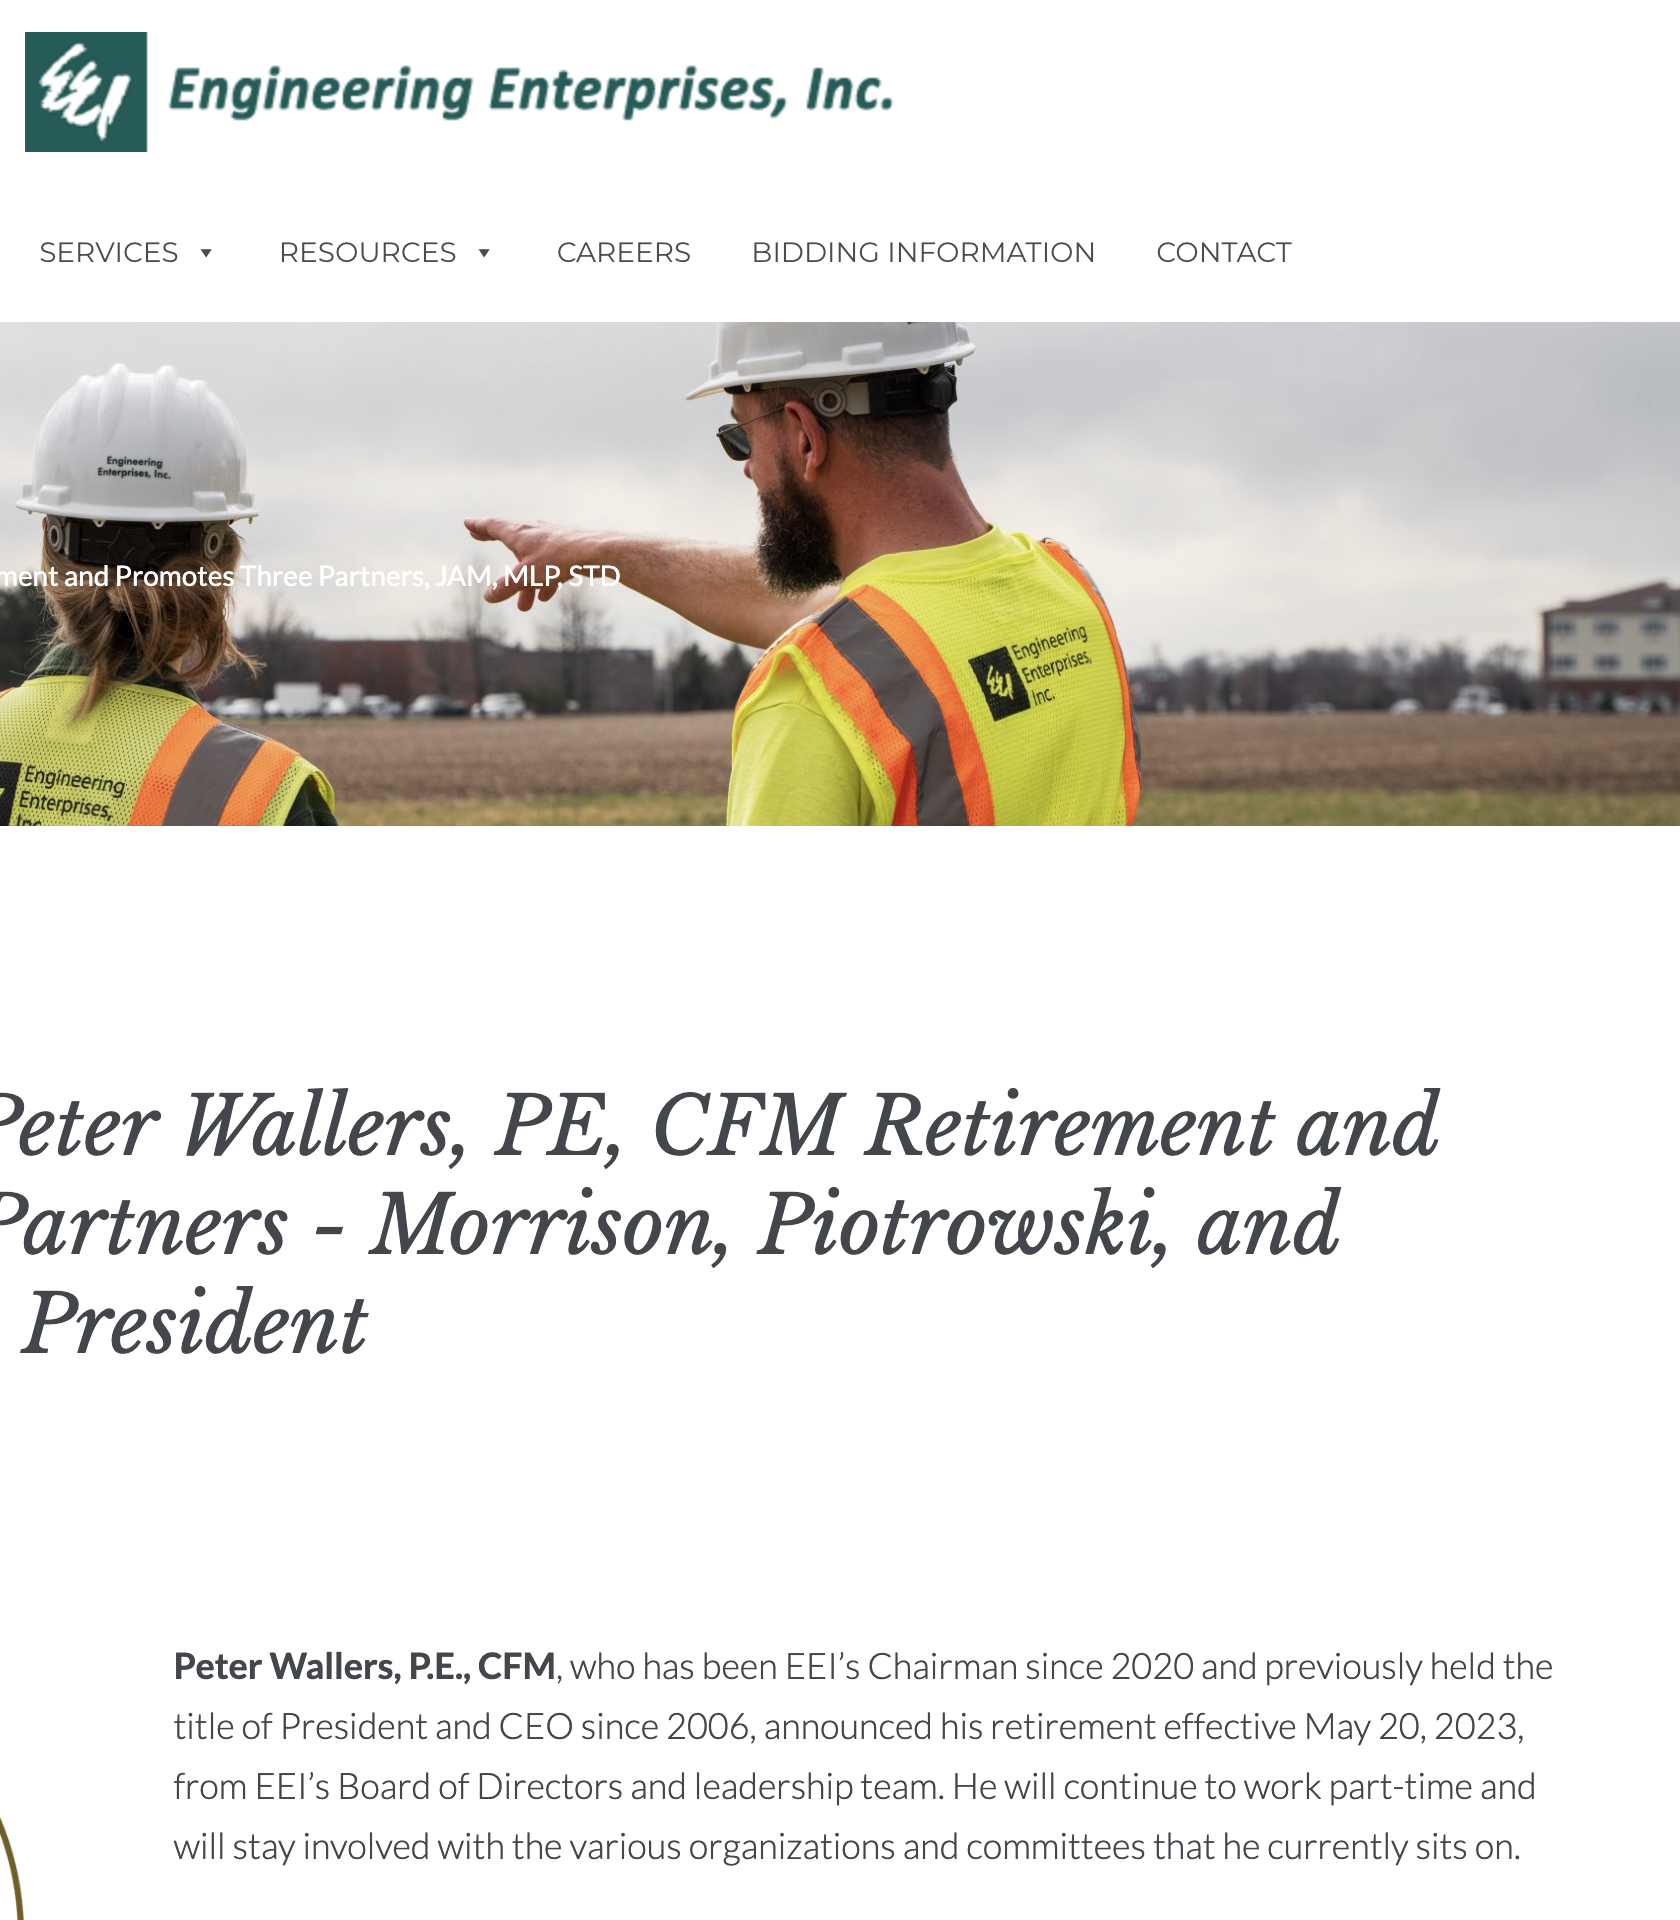 EEI Engineering Enterprises, Inc.
SERVICES RESOURCES CAREERS BIDDING INFORMATION CONTACT
Engineering
Enterprises, Inc.
and Promotes Three Partners, JAM, MLP, STD
Engineering
Enterprises,
Inc.
EEI
Engineering
Enterprises,
Peter Wallers, PE, CFM Retirement and
Partners - Morrison, Piotrowski, and
President
Peter Wallers, P.E., CFM, who has been EEI’s Chairman since 2020 and previously held the
title of President and CEO since 2006, announced his retirement effective May 20, 2023,
from EEI’s Board of Directors and leadership team. He will continue to work part-time and
will stay involved with the various organizations and committees that he currently sits on.